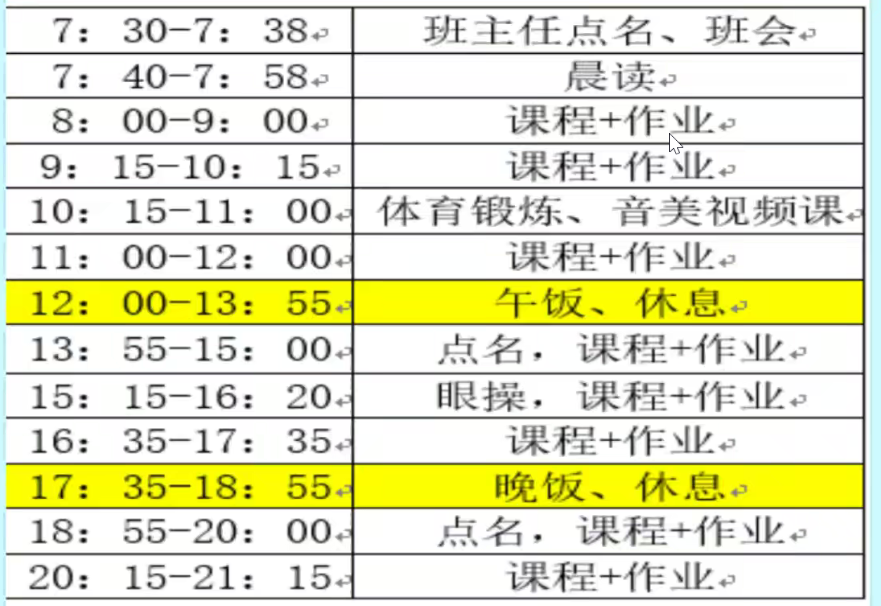 7：30-7：38 班主任点名、班会
7：40-7：58 晨读
8：00-9：00 课程+作业
9：15-10：15 课程+作业
10：15-11：00 体育锻炼、音美视频课
11：00-12：00 课程+作业
12：00-13：55 午饭、休息
13：55-15：00 点名，课程+作业
15：15-16：20 眼操，课程+作业
16：35-17：35 课程+作业
17：35-18：55 晚饭、休息
18：55-20：00 点名，课程+作业
20：15-21：15 课程+作业